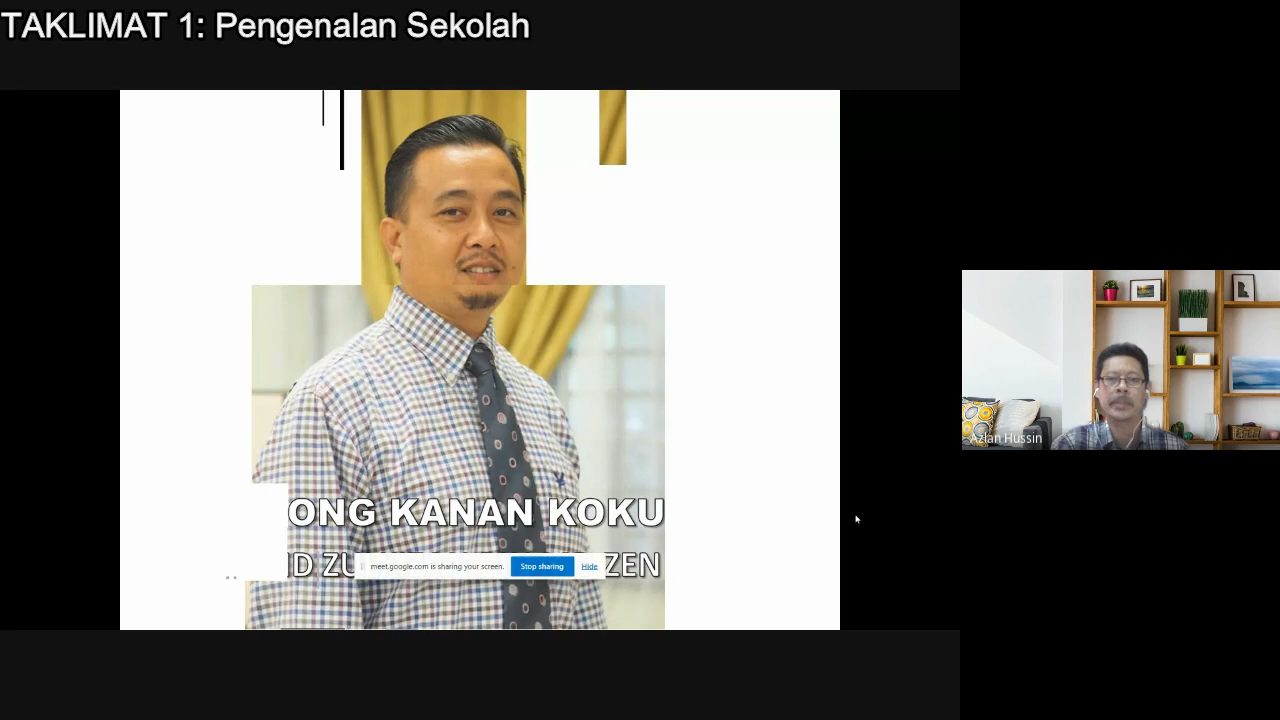 TAKLIMAT 1: Pengenalan Sekolah
ONG KANAN KOKU
D ZU ZEN
meet.google.com is sharing your screen. Stop sharing Hide
Azlan Hussin